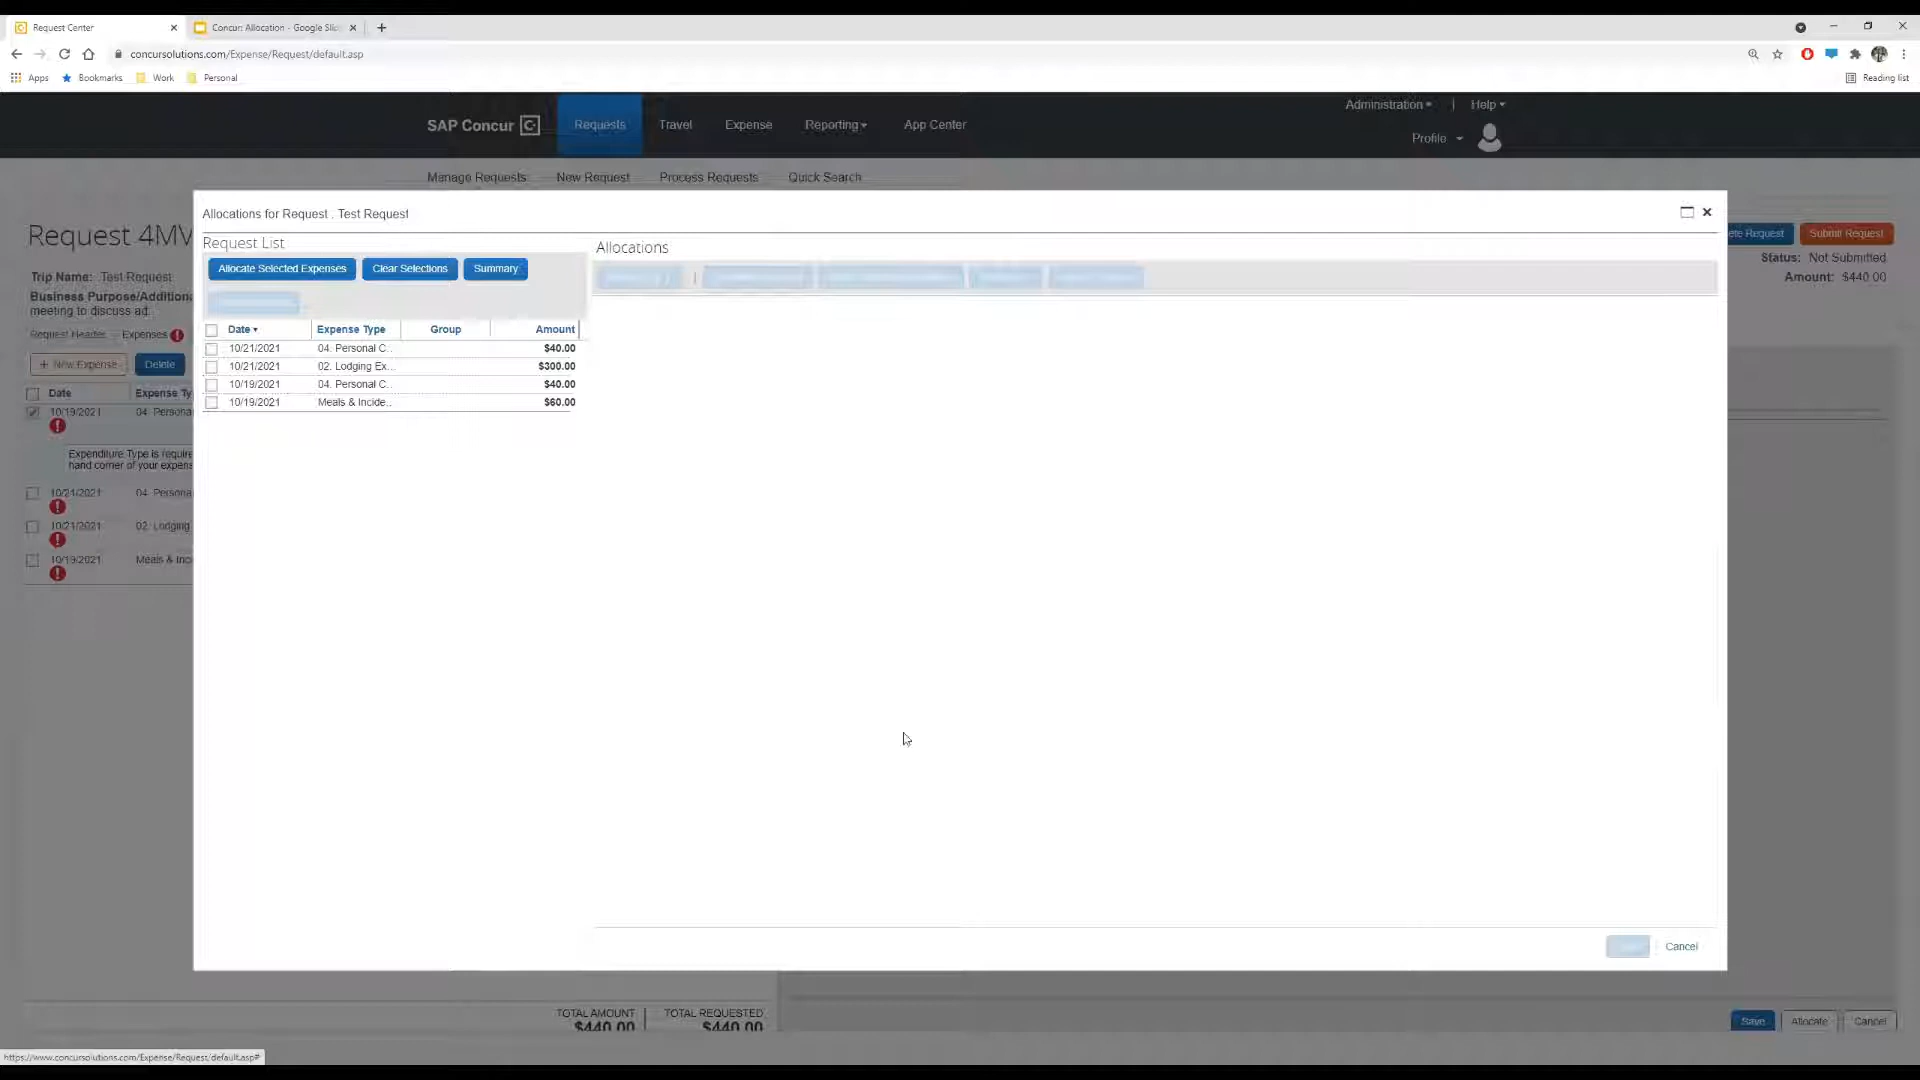 Request Center
Concur: Allocation - Google Slid
concursolutions.com/Expense/Request/default.asp
Apps Bookmarks Work Personal Reading list
Administration | Help
SAP Concur Requests Travel Expense Reporting App Center
Profile
Manage Requests New Request Process Requests Quick Search
Allocations for Request . Test Request
Request 4MV
Request Submit Request
Trip Name: Test Request
Status: Not Submitted
Business Purpose/Additiona
meeting to discuss ad
Amount: $440.00
Request Header Expenses
+ New Expense Delete
Date Expense Ty
10/19/2021 04. Persona
Expenditure Type is require
hand corner of your expens
10/21/2021 04. Persona
10/21/2021 02. Lodging
10/19/2021 Meals & Inc
Request List
Allocate Selected Expenses Clear Selections Summary
Date Expense Type Group Amount
10/21/2021 04. Personal C.. $40.00
10/21/2021 02. Lodging Ex.. $300.00
10/19/2021 04. Personal C.. $40.00
10/19/2021 Meals & Incide.. $60.00
Allocations
Cancel
TOTAL AMOUNT TOTAL REQUESTED
$440.00 $440.00
Save Allocate Cancel
https://www.concursolutions.com/Expense/Request/default.asp#